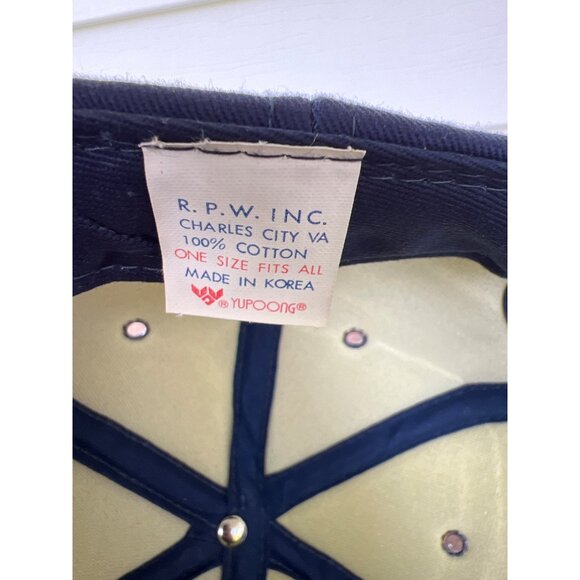 R. P. W. INC.
CHARLES CITY VA
100% COTTON
ONE SIZE FITS ALL
MADE IN KOREA
® YUPOONG®